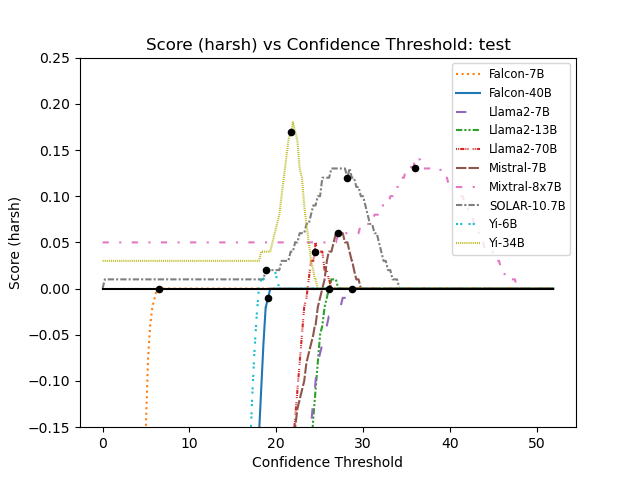 Score (harsh) vs Confidence Threshold: test
Score (harsh)
0.25
0.20
0.15
0.10
0.05
0.00
−0.05
−0.10
−0.15
0 10 20 30 40 50
Confidence Threshold
Falcon-7B
Falcon-40B
Llama2-7B
Llama2-13B
Llama2-70B
Mistral-7B
Mixtral-8x7B
SOLAR-10.7B
Yi-6B
Yi-34B